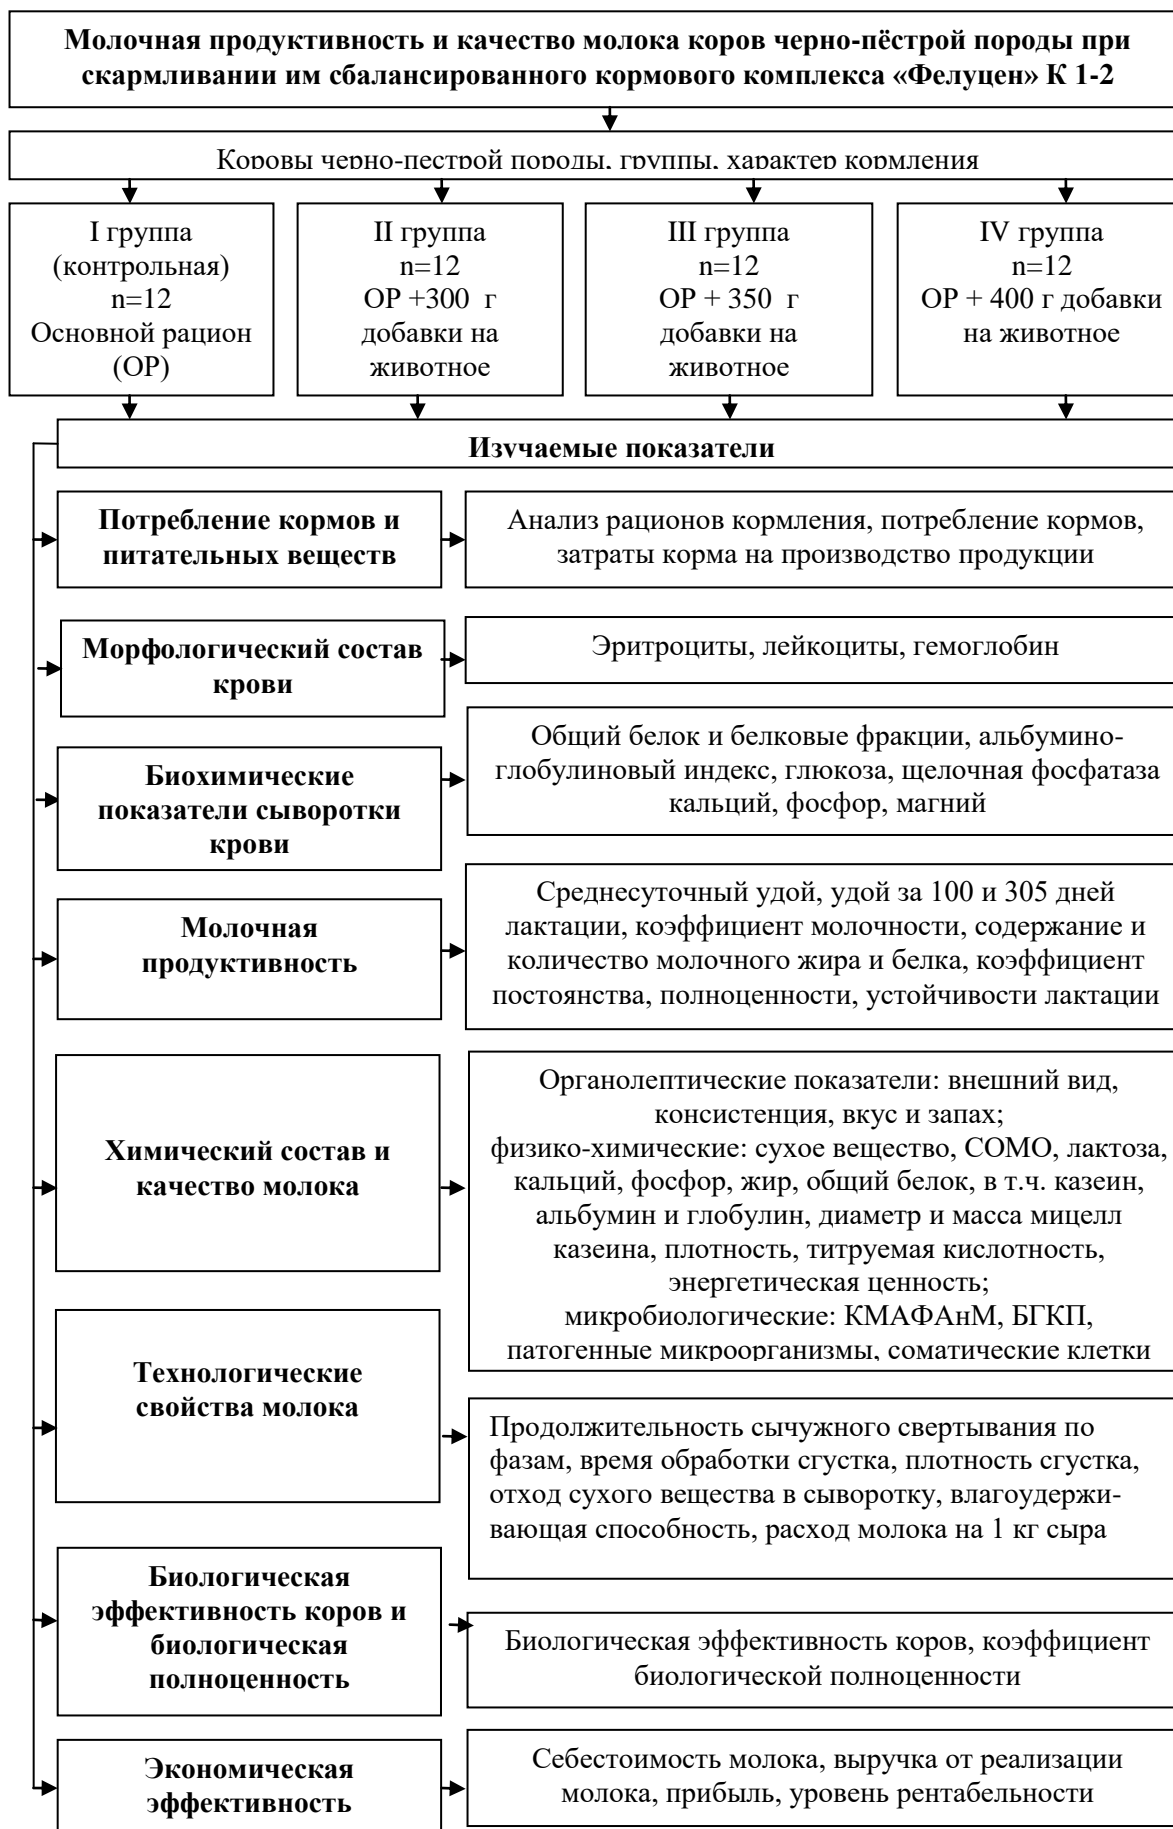 Молочная продуктивность и качество молока коров черно-пёстрой породы при
скармливании им сбалансированного кормового комплекса «Фелуцен» К 1-2
Коровы черно-пестрой породы, группы, характер кормления
I группа
(контрольная)
n=12
Основной рацион
(ОР)
II группа
n=12
ОР +300 г
добавки на
животное
III группа
n=12
ОР + 350 г
добавки на
животное
IV группа
n=12
ОР + 400 г добавки
на животное
Изучаемые показатели
Потребление кормов и
питательных веществ
Анализ рационов кормления, потребление кормов,
затраты корма на производство продукции
Морфологический состав
крови
Эритроциты, лейкоциты, гемоглобин
Биохимические
показатели сыворотки
крови
Общий белок и белковые фракции, альбумино-
глобулиновый индекс, глюкоза, щелочная фосфатаза
кальций, фосфор, магний
Молочная
продуктивность
Среднесуточный удой, удой за 100 и 305 дней
лактации, коэффициент молочности, содержание и
количество молочного жира и белка, коэффициент
постоянства, полноценности, устойчивости лактации
Химический состав и
качество молока
Органолептические показатели: внешний вид,
консистенция, вкус и запах;
физико-химические: сухое вещество, СОМО, лактоза,
кальций, фосфор, жир, общий белок, в т.ч. казеин,
альбумин и глобулин, диаметр и масса мицелл
казеина, плотность, титруемая кислотность,
энергетическая ценность;
микробиологические: КМАФАнМ, БГКП,
патогенные микроорганизмы, соматические клетки
Технологические
свойства молока
Продолжительность сычужного свертывания по
фазам, время обработки сгустка, плотность сгустка,
отход сухого вещества в сыворотку, влагоудержи-
вающая способность, расход молока на 1 кг сыра
Биологическая
эффективность коров и
биологическая
полноценность
Биологическая эффективность коров, коэффициент
биологической полноценности
Экономическая
эффективность
Себестоимость молока, выручка от реализации
молока, прибыль, уровень рентабельности